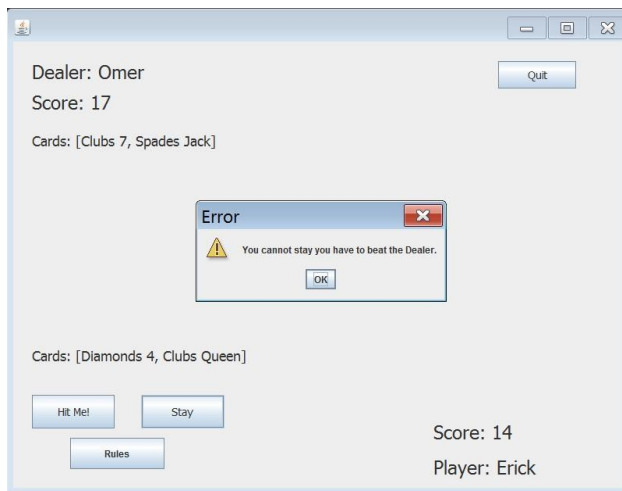 Dealer: Omer
Quit
Score: 17
Cards: [Clubs 7, Spades Jack]
Error
You cannot stay you have to beat the Dealer.
OK
Cards: [Diamonds 4, Clubs Queen]
Hit Me!
Stay
Rules
Score: 14
Player: Erick